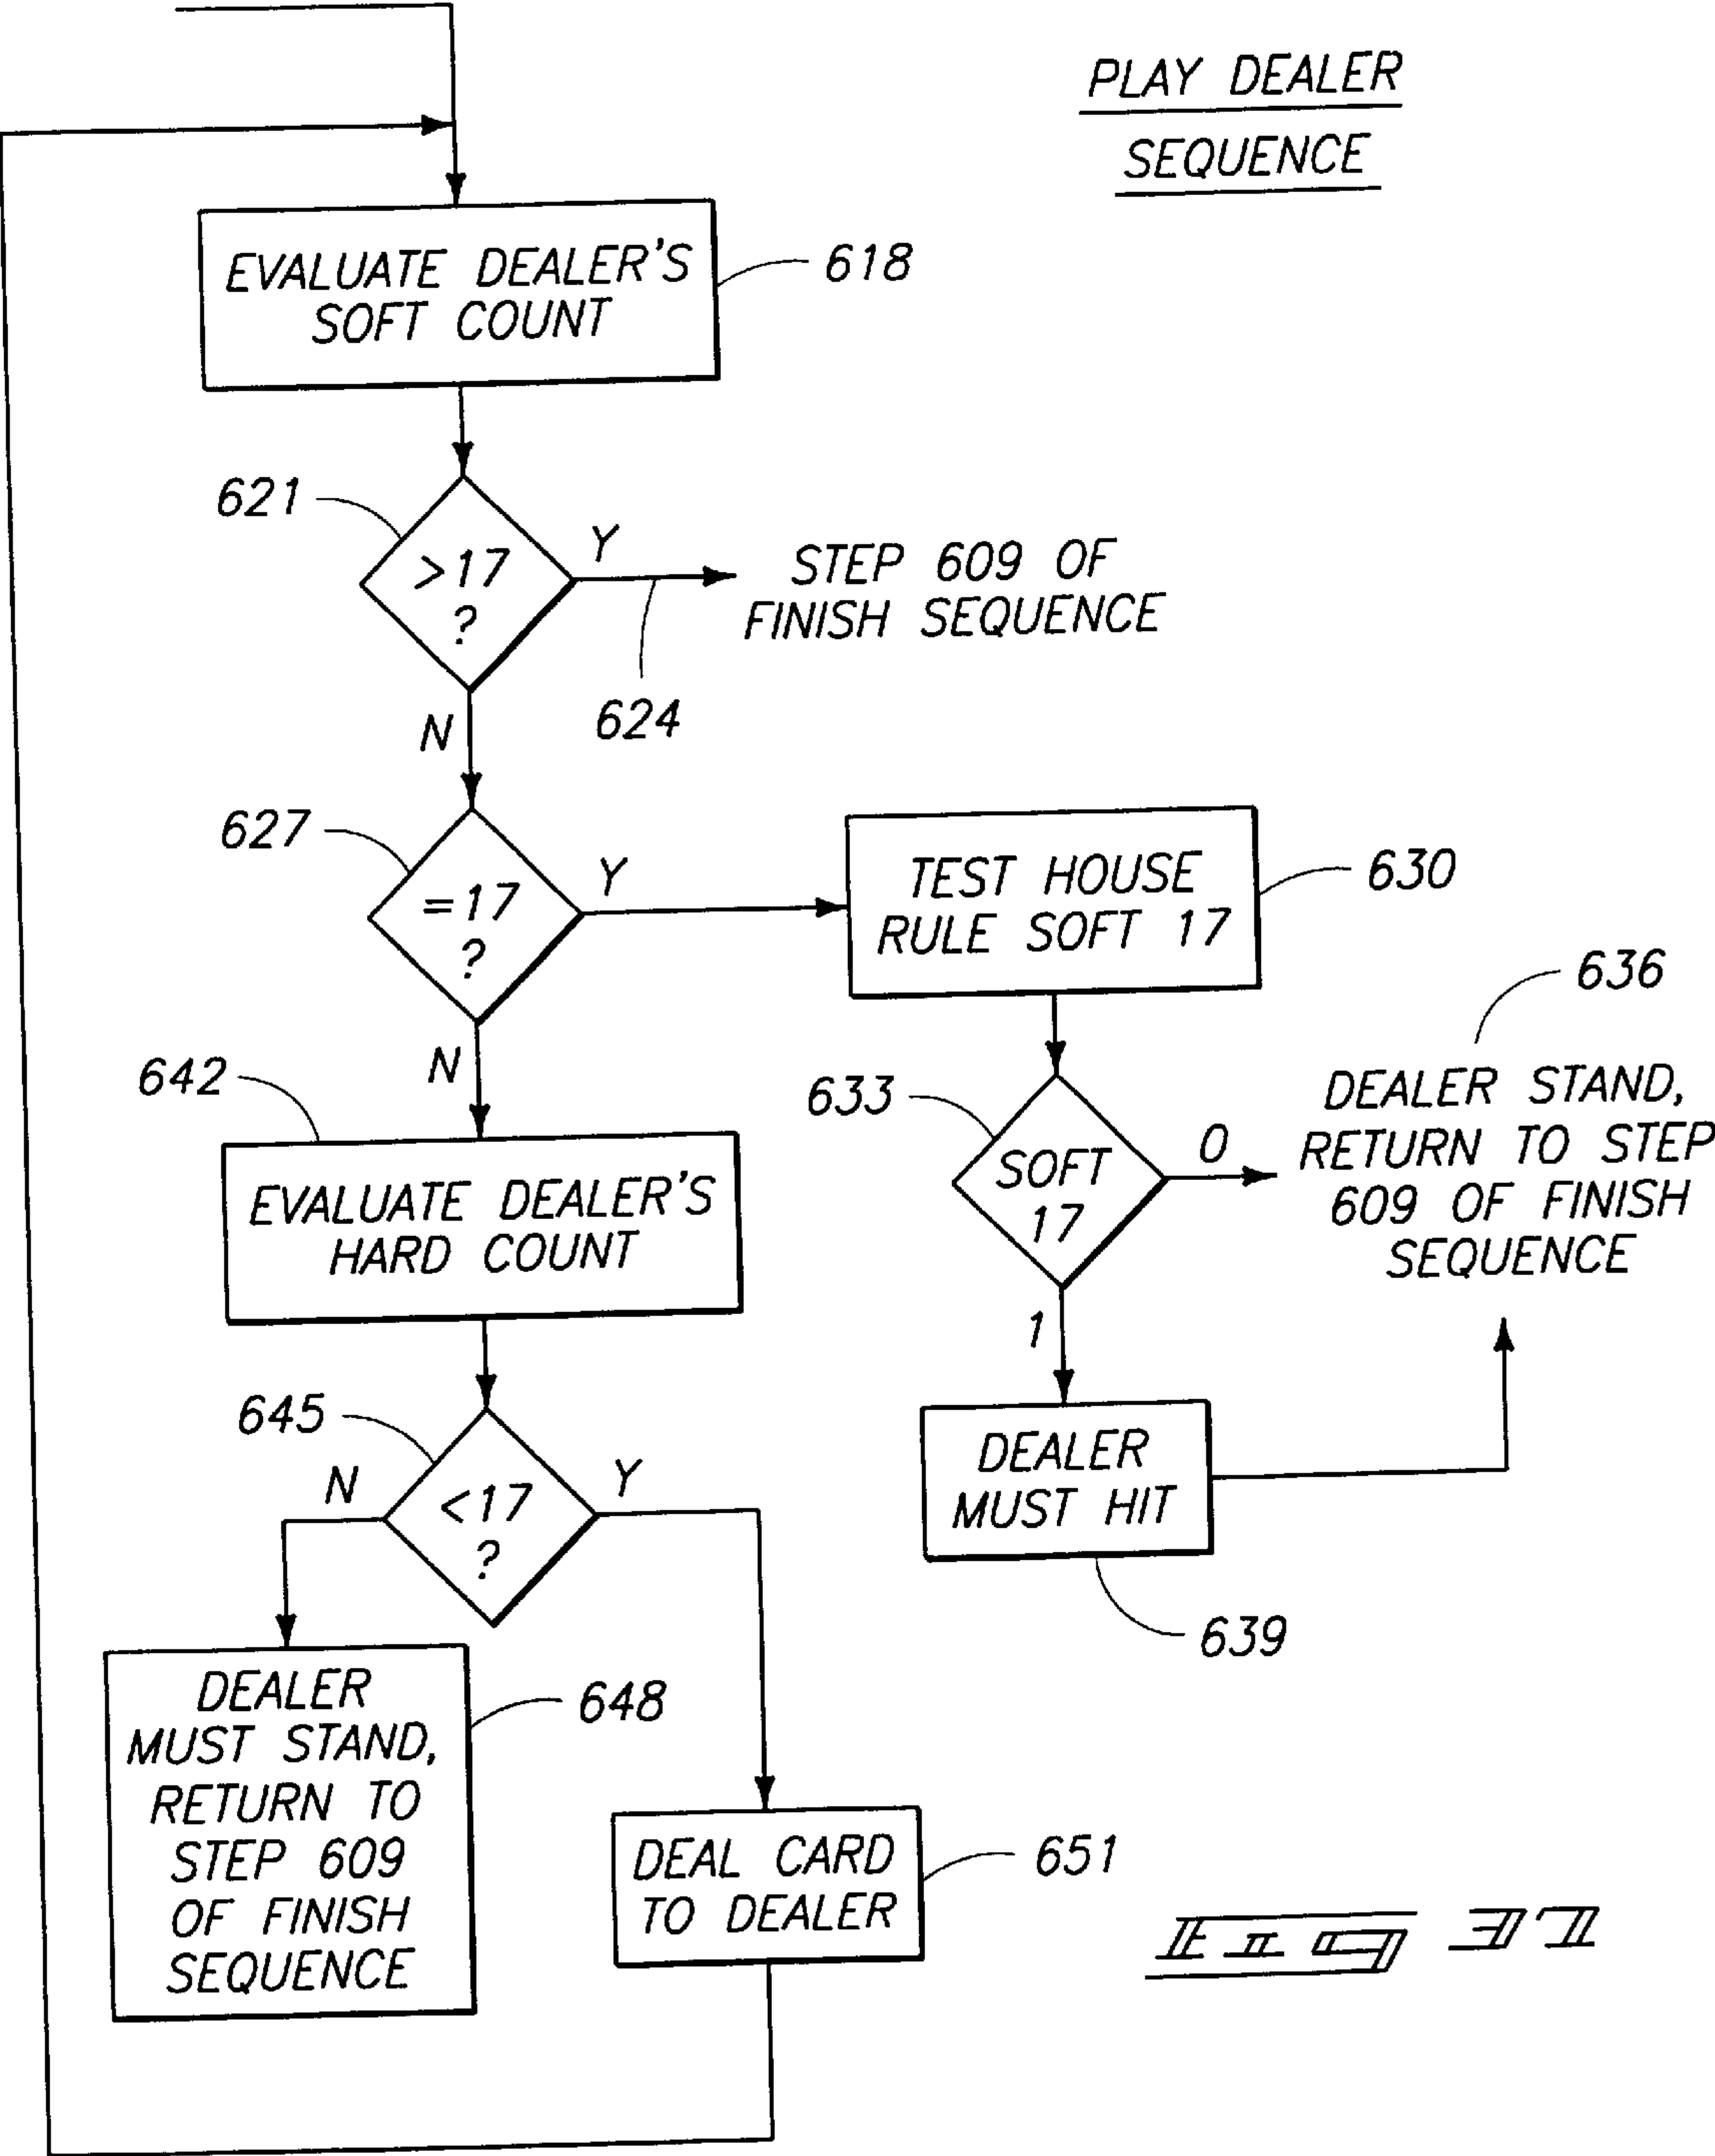 PLAY DEALER
SEQUENCE
EVALUATE DEALER'S
SOFT COUNT
618
621
>17
?
Y
STEP 609 OF
FINISH SEQUENCE
624
N
627
=17
?
Y
TEST HOUSE
RULE SOFT 17
630
636
N
642
633
SOFT
17
0
DEALER STAND,
RETURN TO STEP
609 OF FINISH
SEQUENCE
EVALUATE DEALER'S
HARD COUNT
1
645
N
<17
?
Y
DEALER
MUST HIT
639
DEALER
MUST STAND,
RETURN TO
STEP 609
OF FINISH
SEQUENCE
648
DEAL CARD
TO DEALER
651
Fig 37